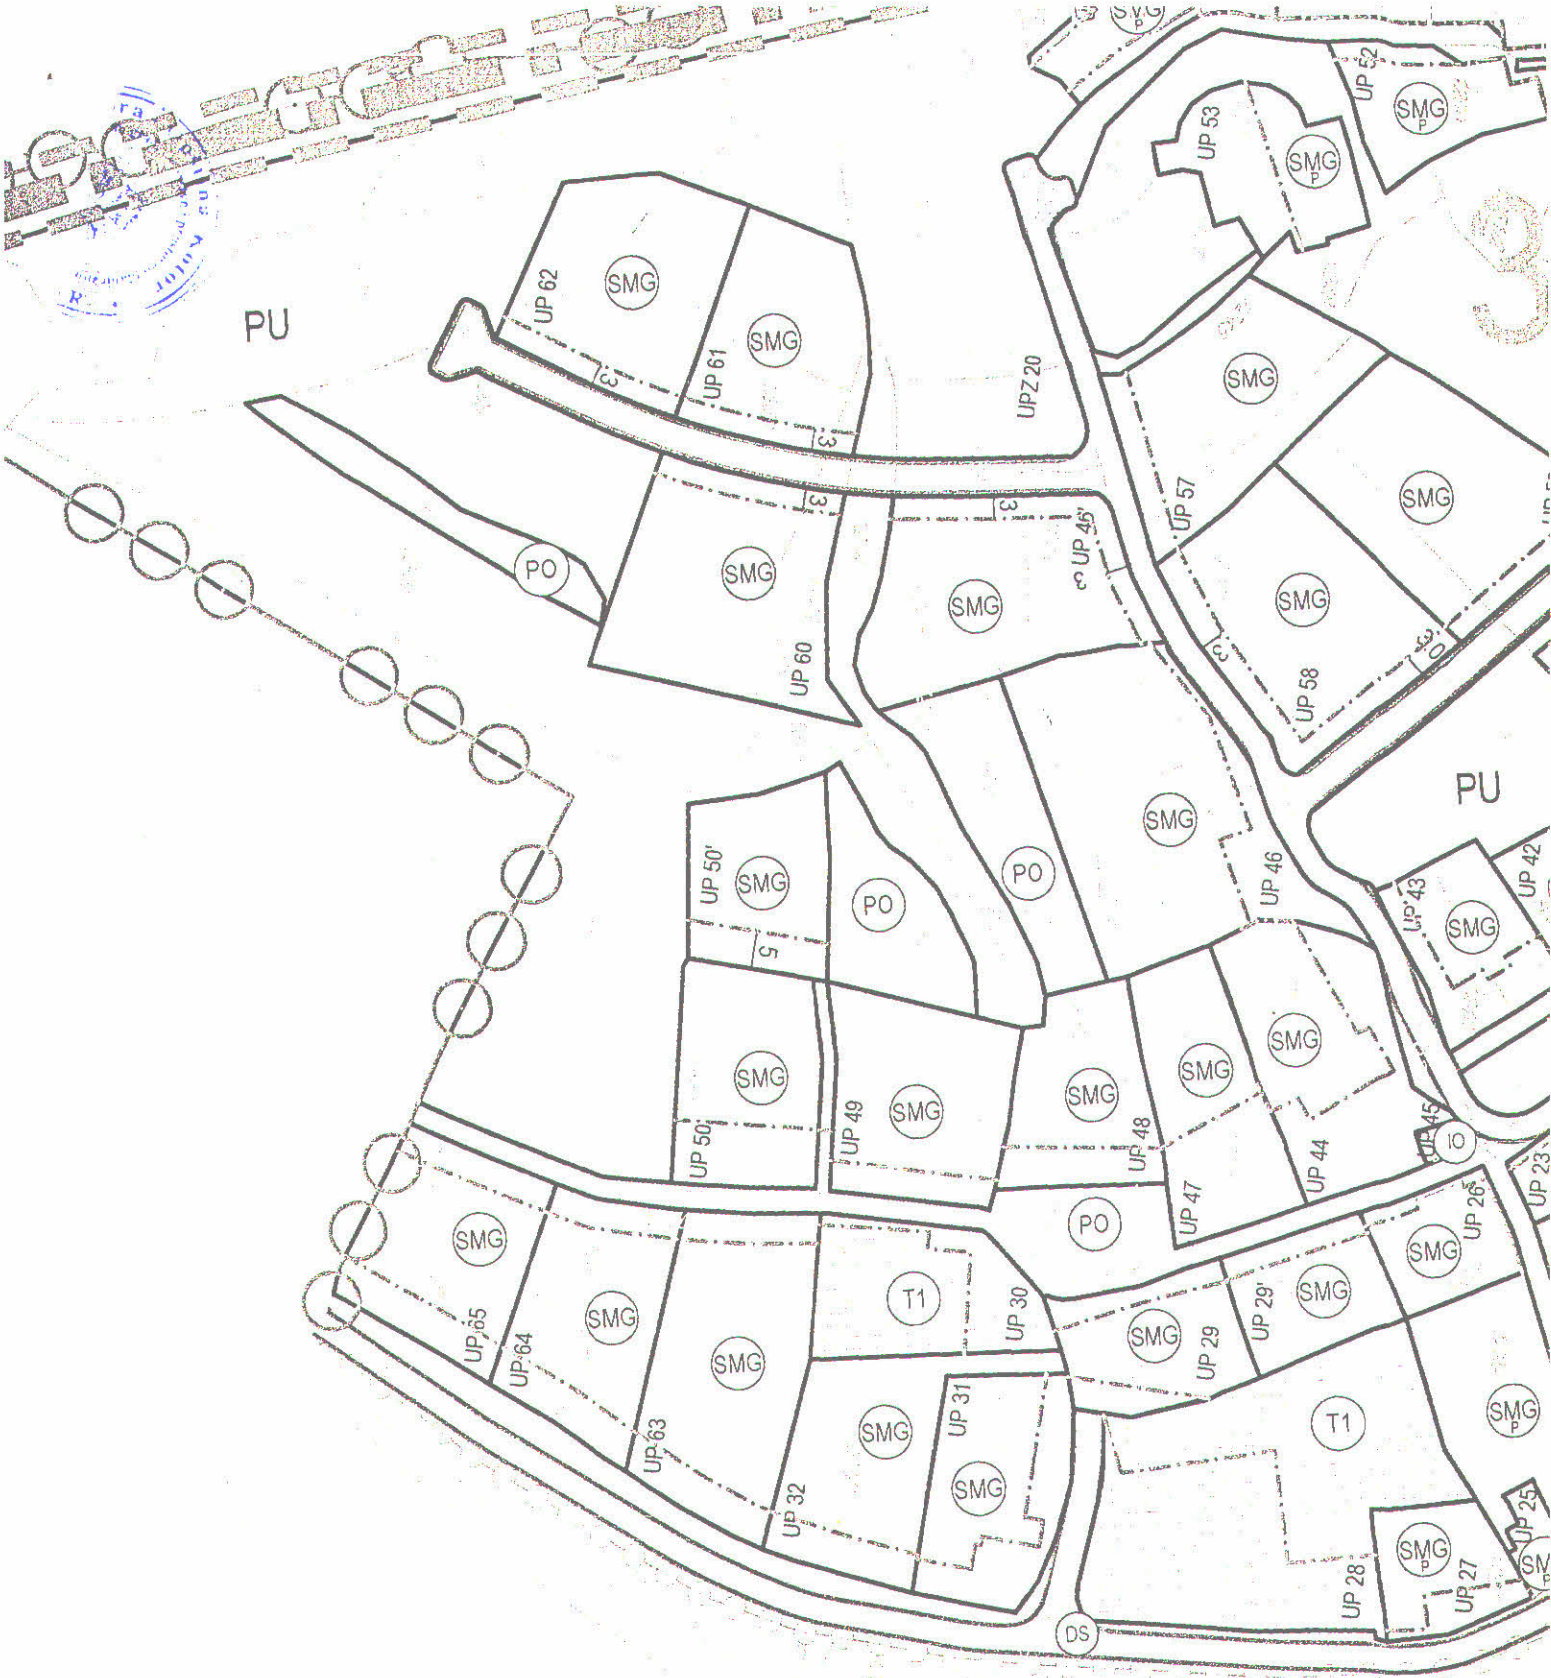 S.V.G
P
UP 52
SMG
P
UP 53
SMG
P
3
Kotor
PU
UP 62
SMG
UP 61
SMG
3
3
UPZ 20
SMG
UP 57
SMG
PO
SMG
3
UP 60
3
UP 46'
3
SMG
SMG
3
UP 58
PU
UP 50'
SMG
5
PO
PO
SMG
UP 46
UP 43
SMG
UP 42
SMG
UP 50
UP 49
SMG
SMG
UP 48
SMG
UP 47
SMG
UP 44
UP 45
IO
UP 23
PO
UP 26
SMG
SMG
UP 65
UP 64
SMG
UP 63
SMG
T1
UP 30
SMG
UP 29
UP 29'
SMG
UP 32
SMG
UP 31
SMG
T1
SMG
P
UP 28
SMG
P
UP 27
UP 25
SM
P
DS